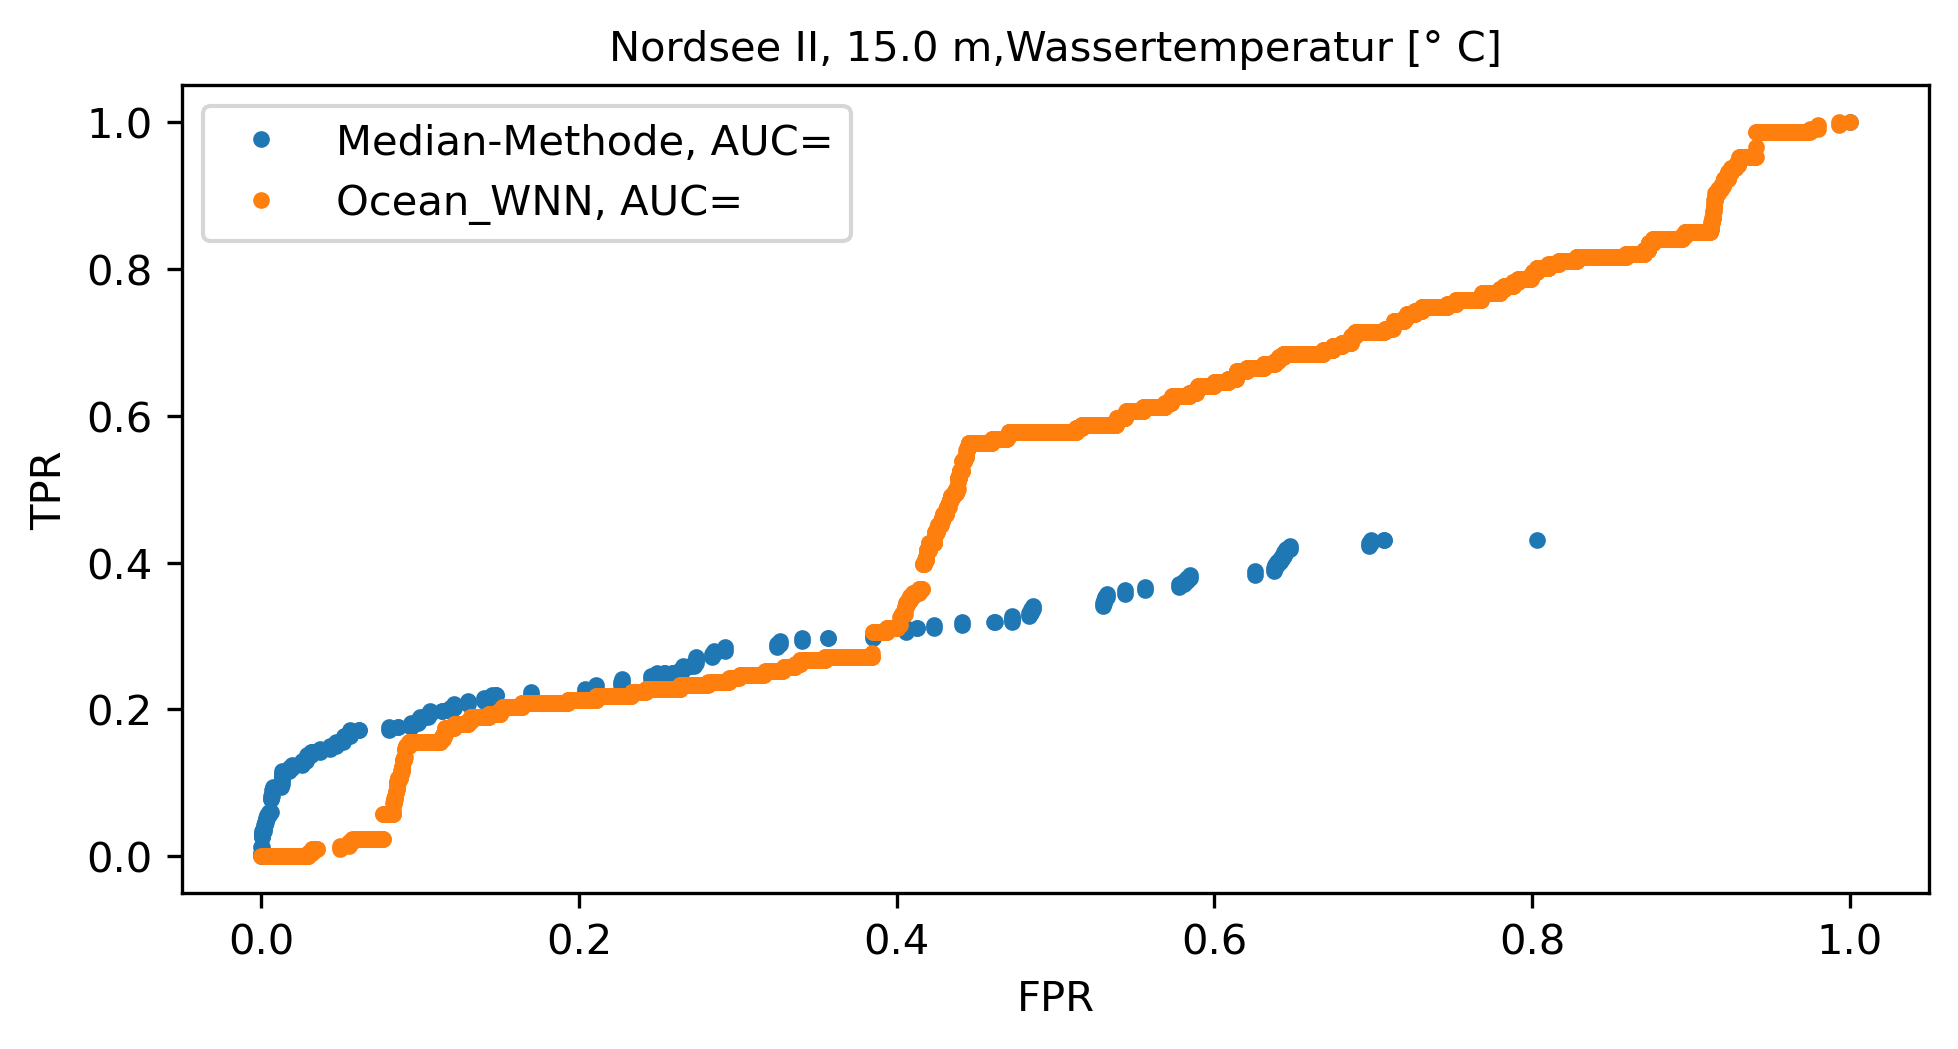 Nordsee II, 15.0 m,Wassertemperatur [° C]
Median-Methode, AUC=
Ocean_WNN, AUC=
1.0
0.8
0.6
0.4
0.2
0.0
TPR
0.0 0.2 0.4 0.6 0.8 1.0
FPR